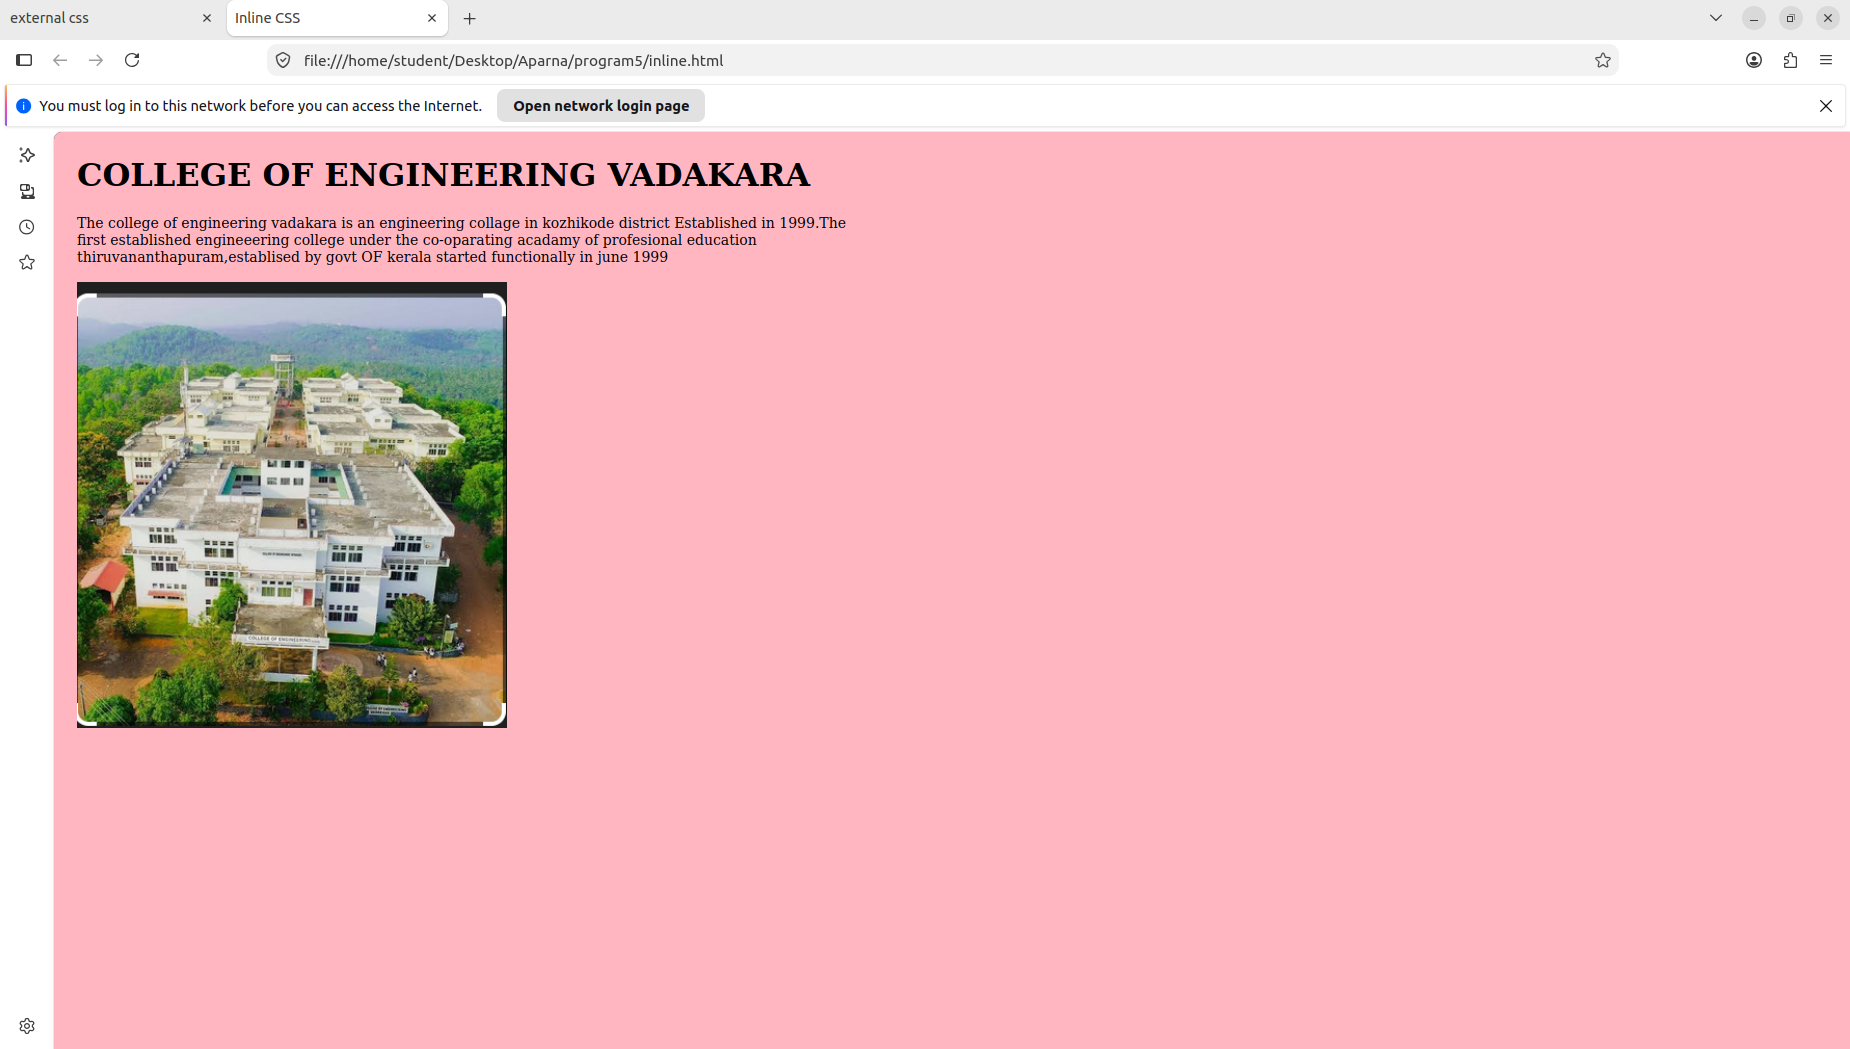 external css
Inline CSS
file:///home/student/Desktop/Aparna/program5/inline.html
You must log in to this network before you can access the Internet.
Open network login page
COLLEGE OF ENGINEERING VADAKARA
The college of engineering vadakara is an engineering collage in kozhikode district Established in 1999.The
first established engineeering college under the co-oparating acadamy of profesional education
thiruvananthapuram,establised by govt OF kerala started functionally in june 1999
COLLEGE OF ENGINEERING